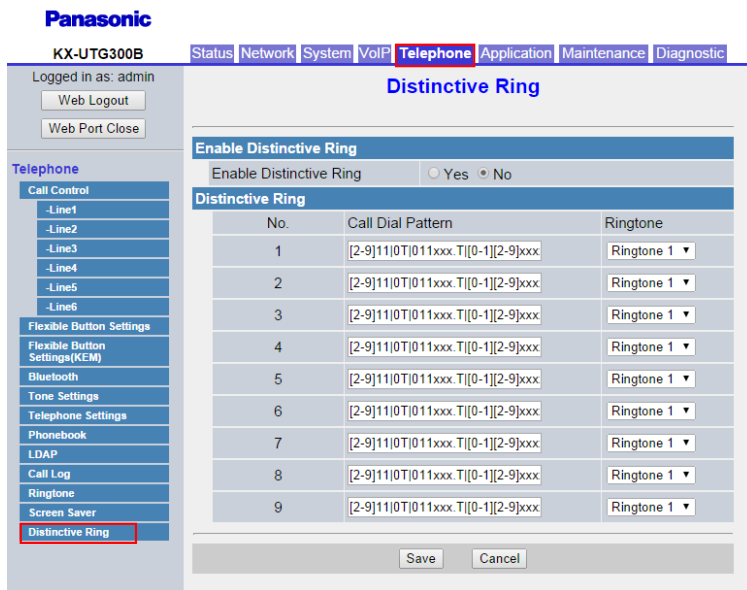 Panasonic
KX-UTG300B
Status Network System VoIP Telephone Application Maintenance Diagnostic
Logged in as: admin
Web Logout
Web Port Close
Telephone
Call Control
-Line1
-Line2
-Line3
-Line4
-Line5
-Line6
Flexible Button Settings
Flexible Button
Settings(KEM)
Bluetooth
Tone Settings
Telephone Settings
Phonebook
LDAP
Call Log
Ringtone
Screen Saver
Distinctive Ring
Distinctive Ring
Enable Distinctive Ring
Enable Distinctive Ring Yes No
Distinctive Ring
No. Call Dial Pattern Ringtone
1 [2-9]11|0T|011xxx.T|[0-1][2-9]xxx Ringtone 1
2 [2-9]11|0T|011xxx.T|[0-1][2-9]xxx Ringtone 1
3 [2-9]11|0T|011xxx.T|[0-1][2-9]xxx Ringtone 1
4 [2-9]11|0T|011xxx.T|[0-1][2-9]xxx Ringtone 1
5 [2-9]11|0T|011xxx.T|[0-1][2-9]xxx Ringtone 1
6 [2-9]11|0T|011xxx.T|[0-1][2-9]xxx Ringtone 1
7 [2-9]11|0T|011xxx.T|[0-1][2-9]xxx Ringtone 1
8 [2-9]11|0T|011xxx.T|[0-1][2-9]xxx Ringtone 1
9 [2-9]11|0T|011xxx.T|[0-1][2-9]xxx Ringtone 1
Save Cancel